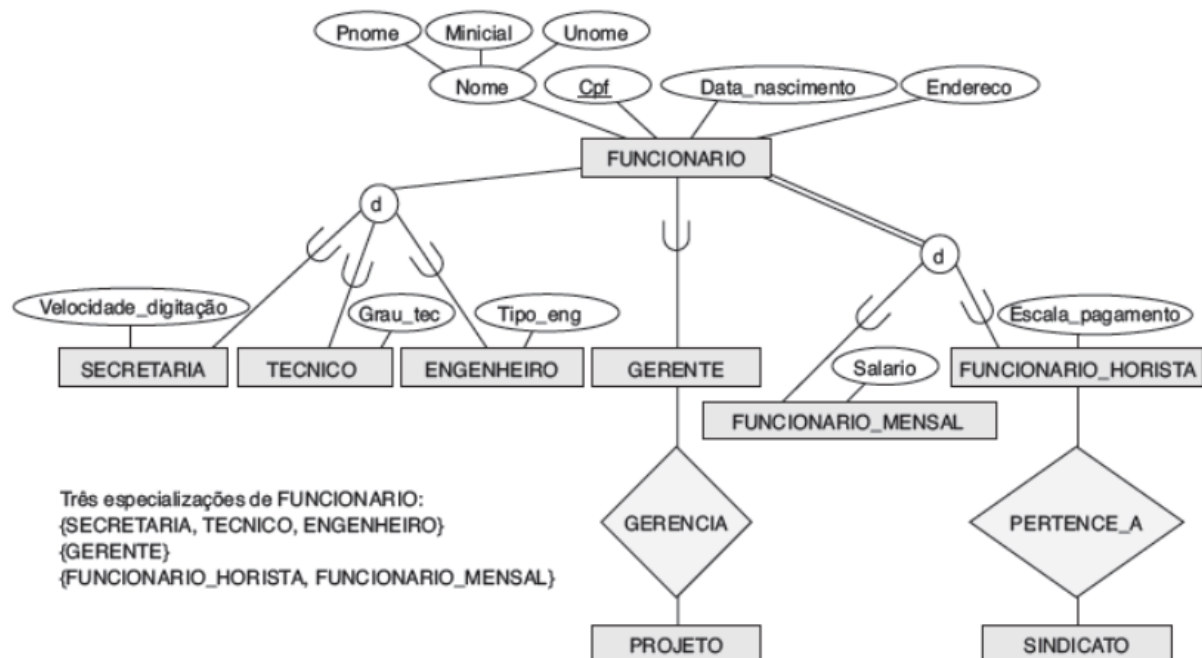 Pnome
Minicial
Unome
Nome
Cpf
Data_nascimento
Endereco
FUNCIONARIO
d
d
Velocidade_digitação
Grau_tec
Tipo_eng
Escala_pagamento
SECRETARIA
TECNICO
ENGENHEIRO
GERENTE
Salario
FUNCIONARIO_HORISTA
FUNCIONARIO_MENSAL
Três especializações de FUNCIONARIO:
{SECRETARIA, TECNICO, ENGENHEIRO}
{GERENTE}
{FUNCIONARIO_HORISTA, FUNCIONARIO_MENSAL}
GERENCIA
PERTENCE_A
PROJETO
SINDICATO